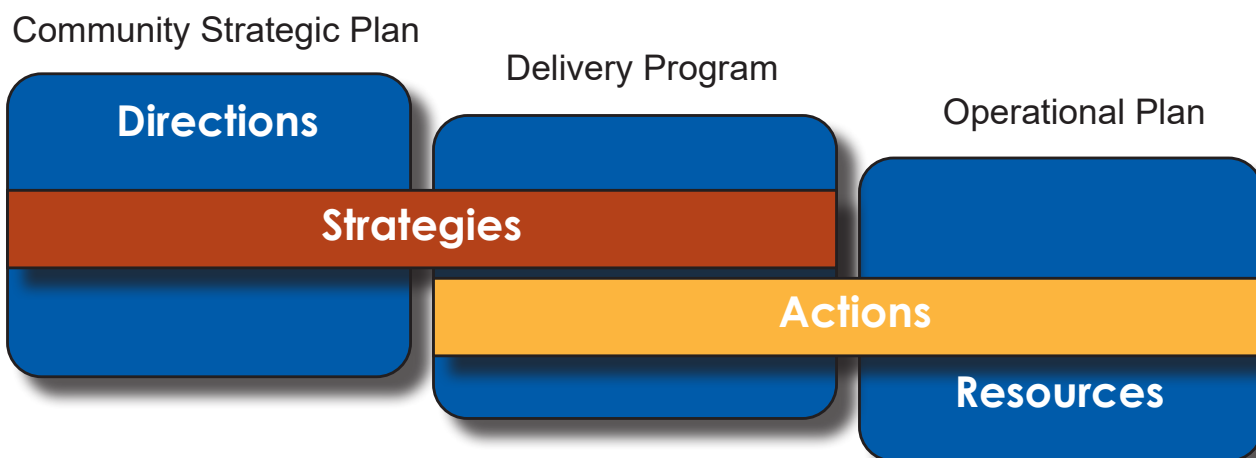 Community Strategic Plan
Delivery Program
Operational Plan
Directions
Strategies
Actions
Resources